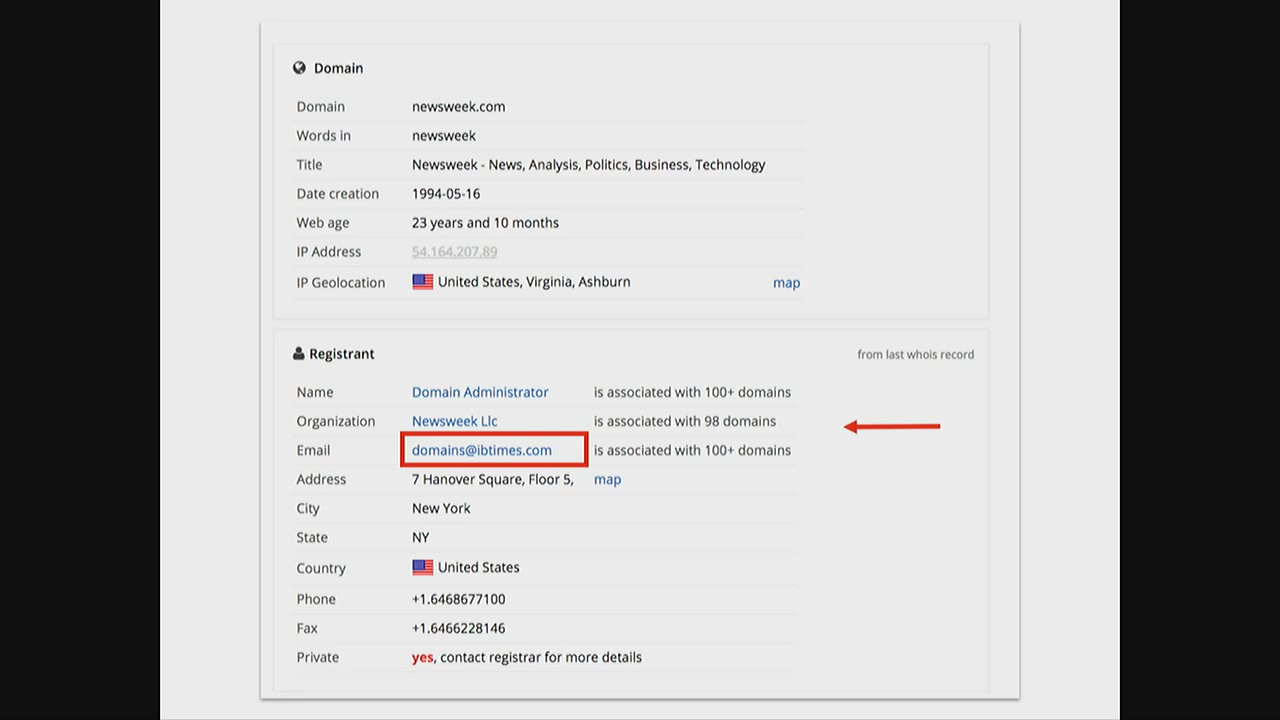 Domain
Domain newsweek.com
Words in newsweek
Title Newsweek - News, Analysis, Politics, Business, Technology
Date creation 1994-05-16
Web age 23 years and 10 months
IP Address 54.164.207.89
IP Geolocation United States, Virginia, Ashburn map
Registrant from last whois record
Name Domain Administrator is associated with 100+ domains
Organization Newsweek Llc is associated with 98 domains
Email domains@ibtimes.com is associated with 100+ domains
Address 7 Hanover Square, Floor 5, map
City New York
State NY
Country United States
Phone +1.6468677100
Fax +1.6466228146
Private yes, contact registrar for more details